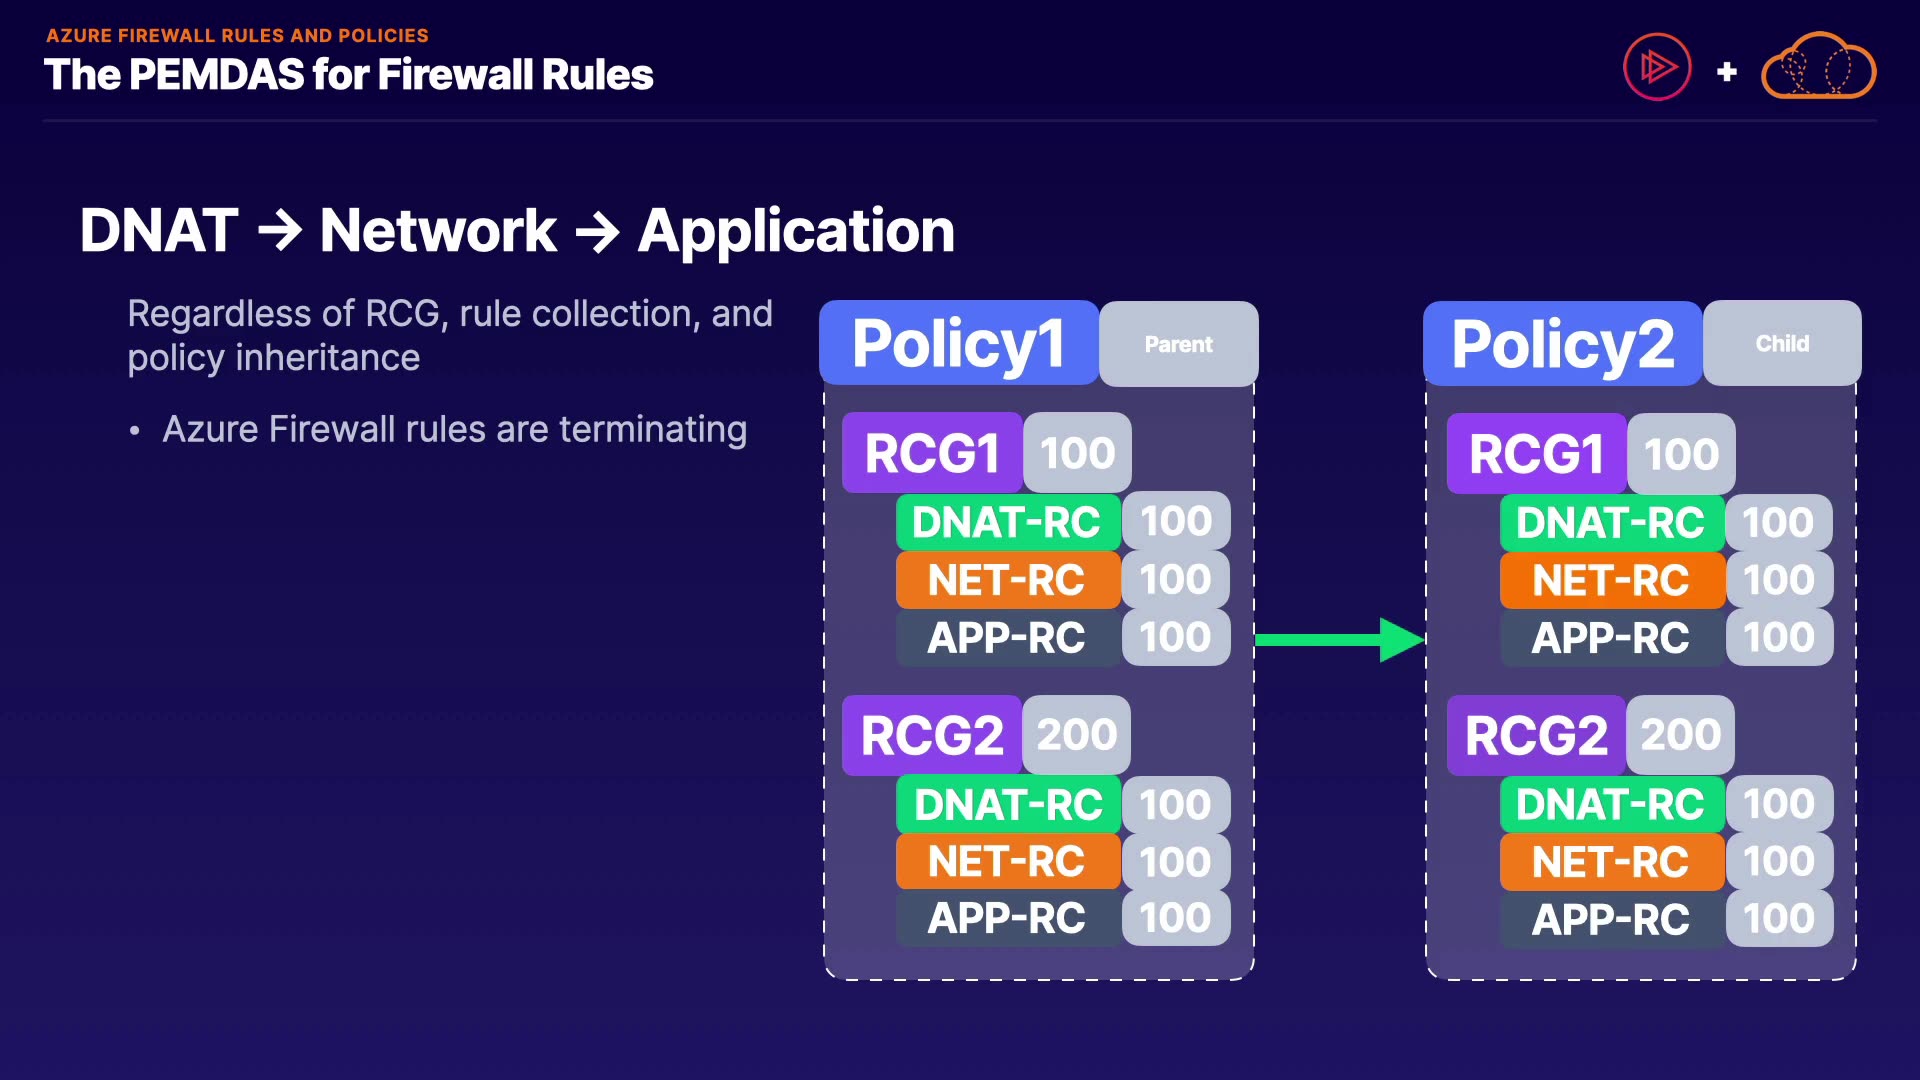 AZURE FIREWALL RULES AND POLICIES
The PEMDAS for Firewall Rules
+
DNAT → Network → Application
Regardless of RCG, rule collection, and
policy inheritance
• Azure Firewall rules are terminating
Policy1 Parent
RCG1 100
DNAT-RC 100
NET-RC 100
APP-RC 100
RCG2 200
DNAT-RC 100
NET-RC 100
APP-RC 100
Policy2 Child
RCG1 100
DNAT-RC 100
NET-RC 100
APP-RC 100
RCG2 200
DNAT-RC 100
NET-RC 100
APP-RC 100